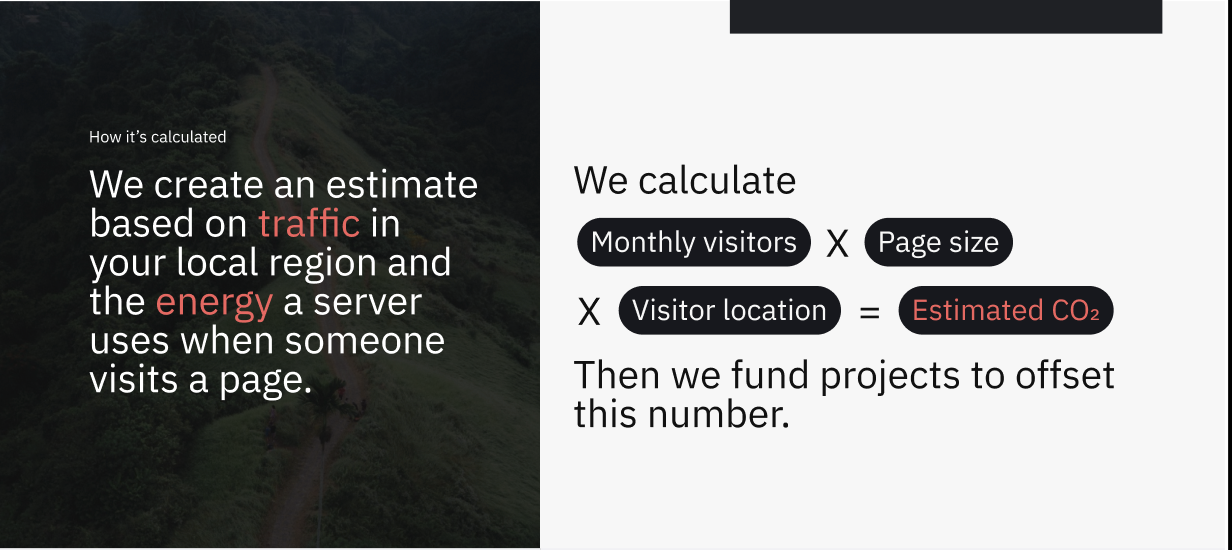 How it’s calculated
We create an estimate
based on traffic in
your local region and
the energy a server
uses when someone
visits a page.
We calculate
Monthly visitors X Page size
X Visitor location = Estimated CO₂
Then we fund projects to offset
this number.